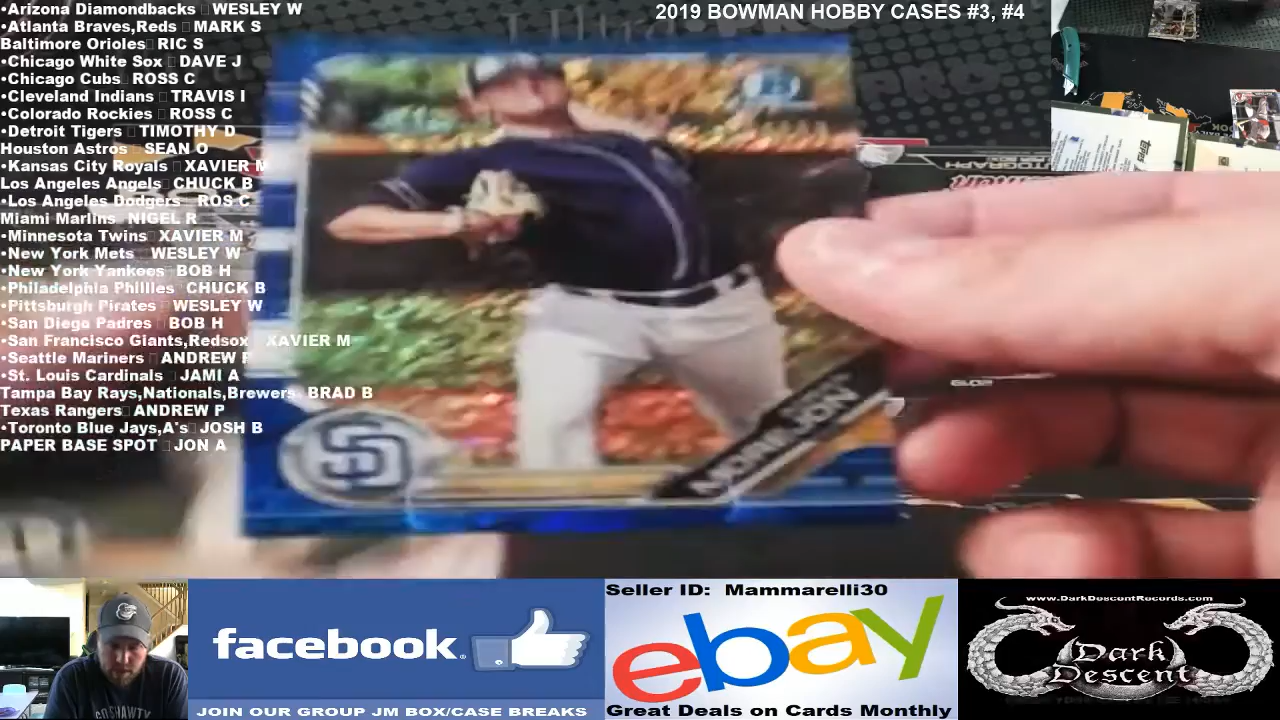 •Arizona Diamondbacks WESLEY W
•Atlanta Braves,Reds MARK S
Baltimore Orioles RIC S
•Chicago White Sox DAVE J
•Chicago Cubs ROSS C
•Cleveland Indians TRAVIS I
•Colorado Rockies ROSS C
•Detroit Tigers TIMOTHY D
Houston Astros SEAN O
•Kansas City Royals XAVIER M
Los Angeles Angels CHUCK B
•Los Angeles Dodgers ROS C
Miami Marlins NIGEL R
•Minnesota Twins XAVIER M
•New York Mets WESLEY W
•New York Yankees BOB H
•Philadelphia Phillies CHUCK B
•Pittsburgh Pirates WESLEY W
•San Diego Padres BOB H
•San Francisco Giants,Redsox XAVIER M
•Seattle Mariners ANDREW P
•St. Louis Cardinals JAMI A
Tampa Bay Rays,Nationals,Brewers BRAD B
Texas Rangers ANDREW P
•Toronto Blue Jays,A's JOSH B
PAPER BASE SPOT JON A
2019 BOWMAN HOBBY CASES #3, #4
AUTOGRAPH
topps
SD
MOREJON
facebook
JOIN OUR GROUP JM BOX/CASE BREAKS
Seller ID: Mammarelli30
ebay
Great Deals on Cards Monthly
www.DarkDescentRecords.com
Dark
Descent